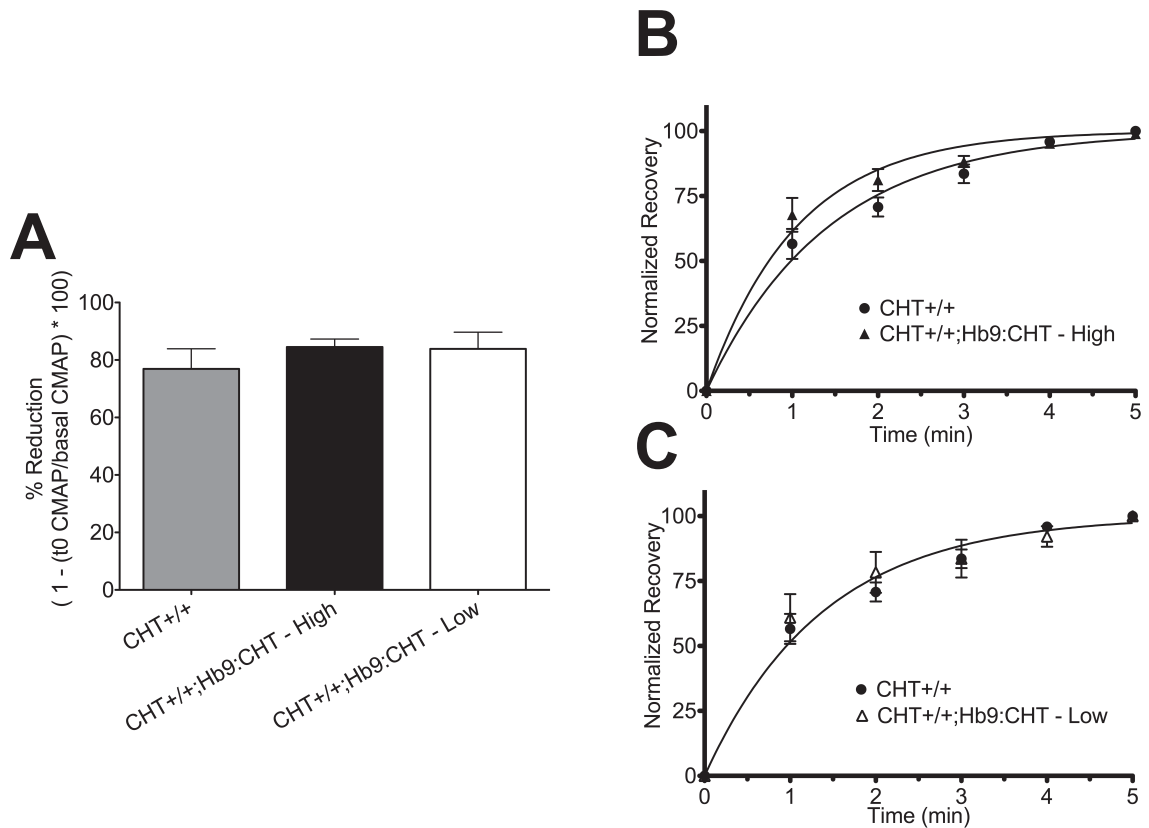 A
% Reduction
( 1 - (t0 CMAP/basal CMAP) * 100)
100
80
60
40
20
0
CHT+/+
CHT+/+;Hb9:CHT - High
CHT+/+;Hb9:CHT - Low
B
Normalized Recovery
100
75
50
25
0
CHT+/+
CHT+/+;Hb9:CHT - High
0 1 2 3 4 5
Time (min)
C
Normalized Recovery
100
75
50
25
0
CHT+/+
CHT+/+;Hb9:CHT - Low
0 1 2 3 4 5
Time (min)